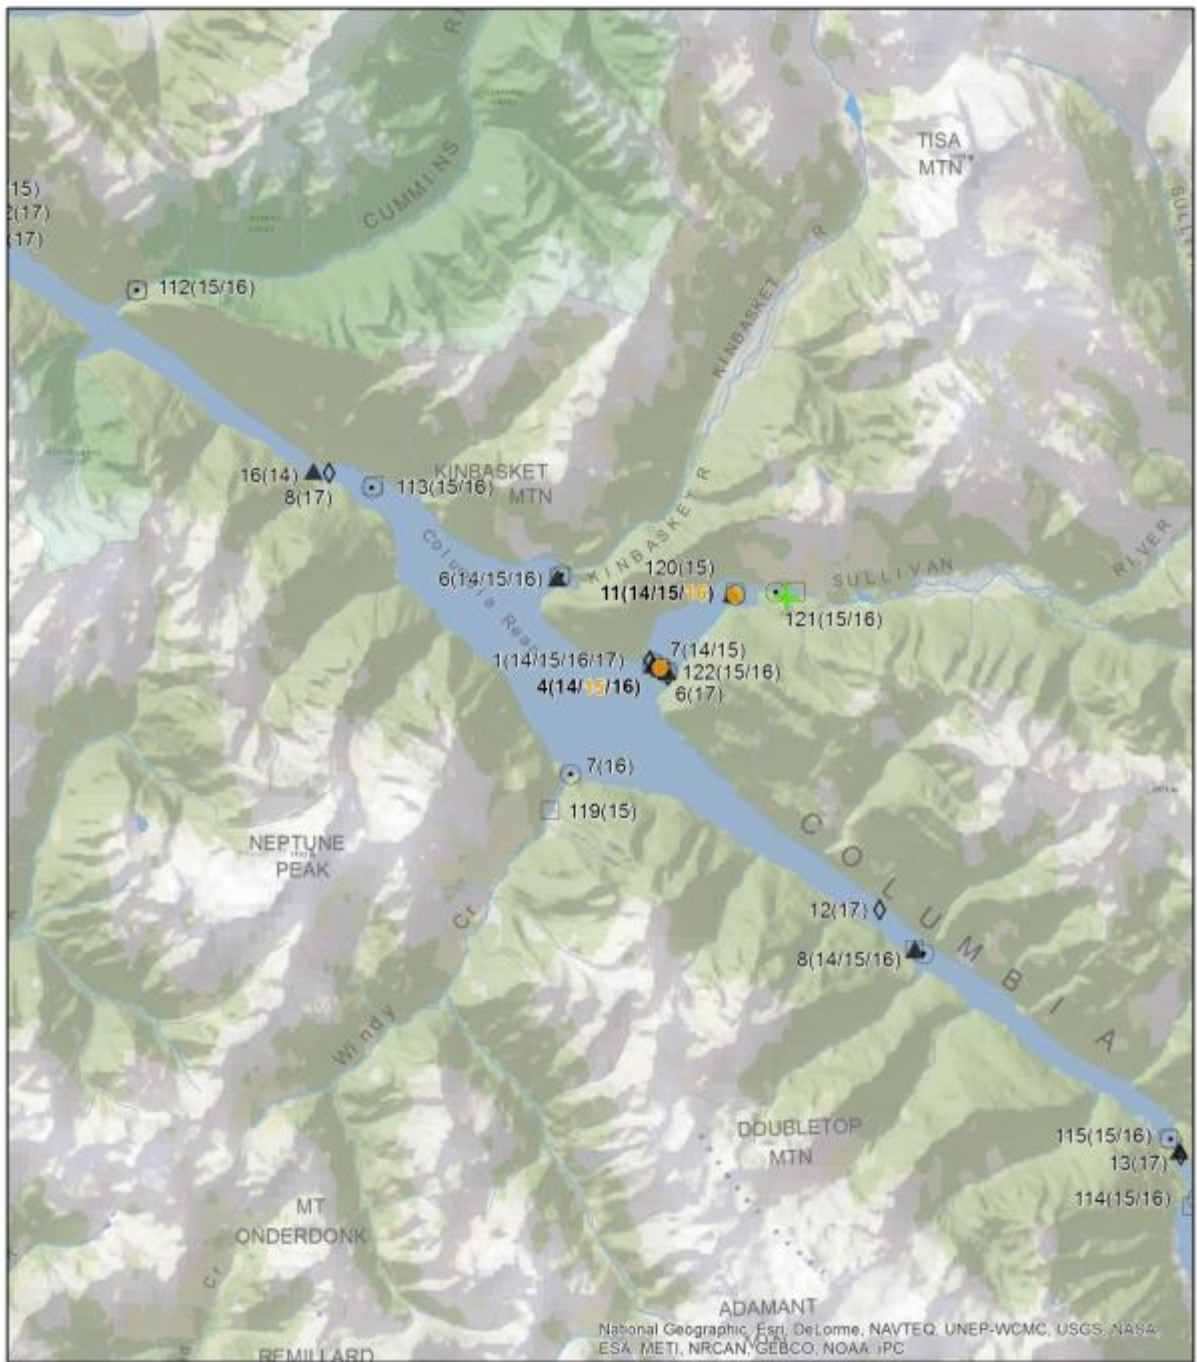 TISA
MTN
CUMMINS
15)
2(17)
(17)
SULLIV
112(15/16)
KINBASKET R
16(14)
8(17)
113(15/16)
KINBASKET
MTN
Columbia Reach
6(14/15/16)
KINBASKET R
120(15)
11(14/15/16)
SULLIVAN
RIVER
121(15/16)
1(14/15/16/17)
7(14/15)
122(15/16)
4(14/15/16)
6(17)
7(16)
119(15)
NEPTUNE
PEAK
COLUMBIA
12(17)
8(14/15/16)
Windy Cr
DOUBLETOP
MTN
115(15/16)
13(17)
114(15/16)
MT
ONDERDONK
Cr
ADAMANT
National Geographic, Esri, DeLorme, NAVTEQ, UNEP-WCMC, USGS, NASA,
ESA, METI, NRCAN, GEBCO, NOAA, iPC
REMILLARD